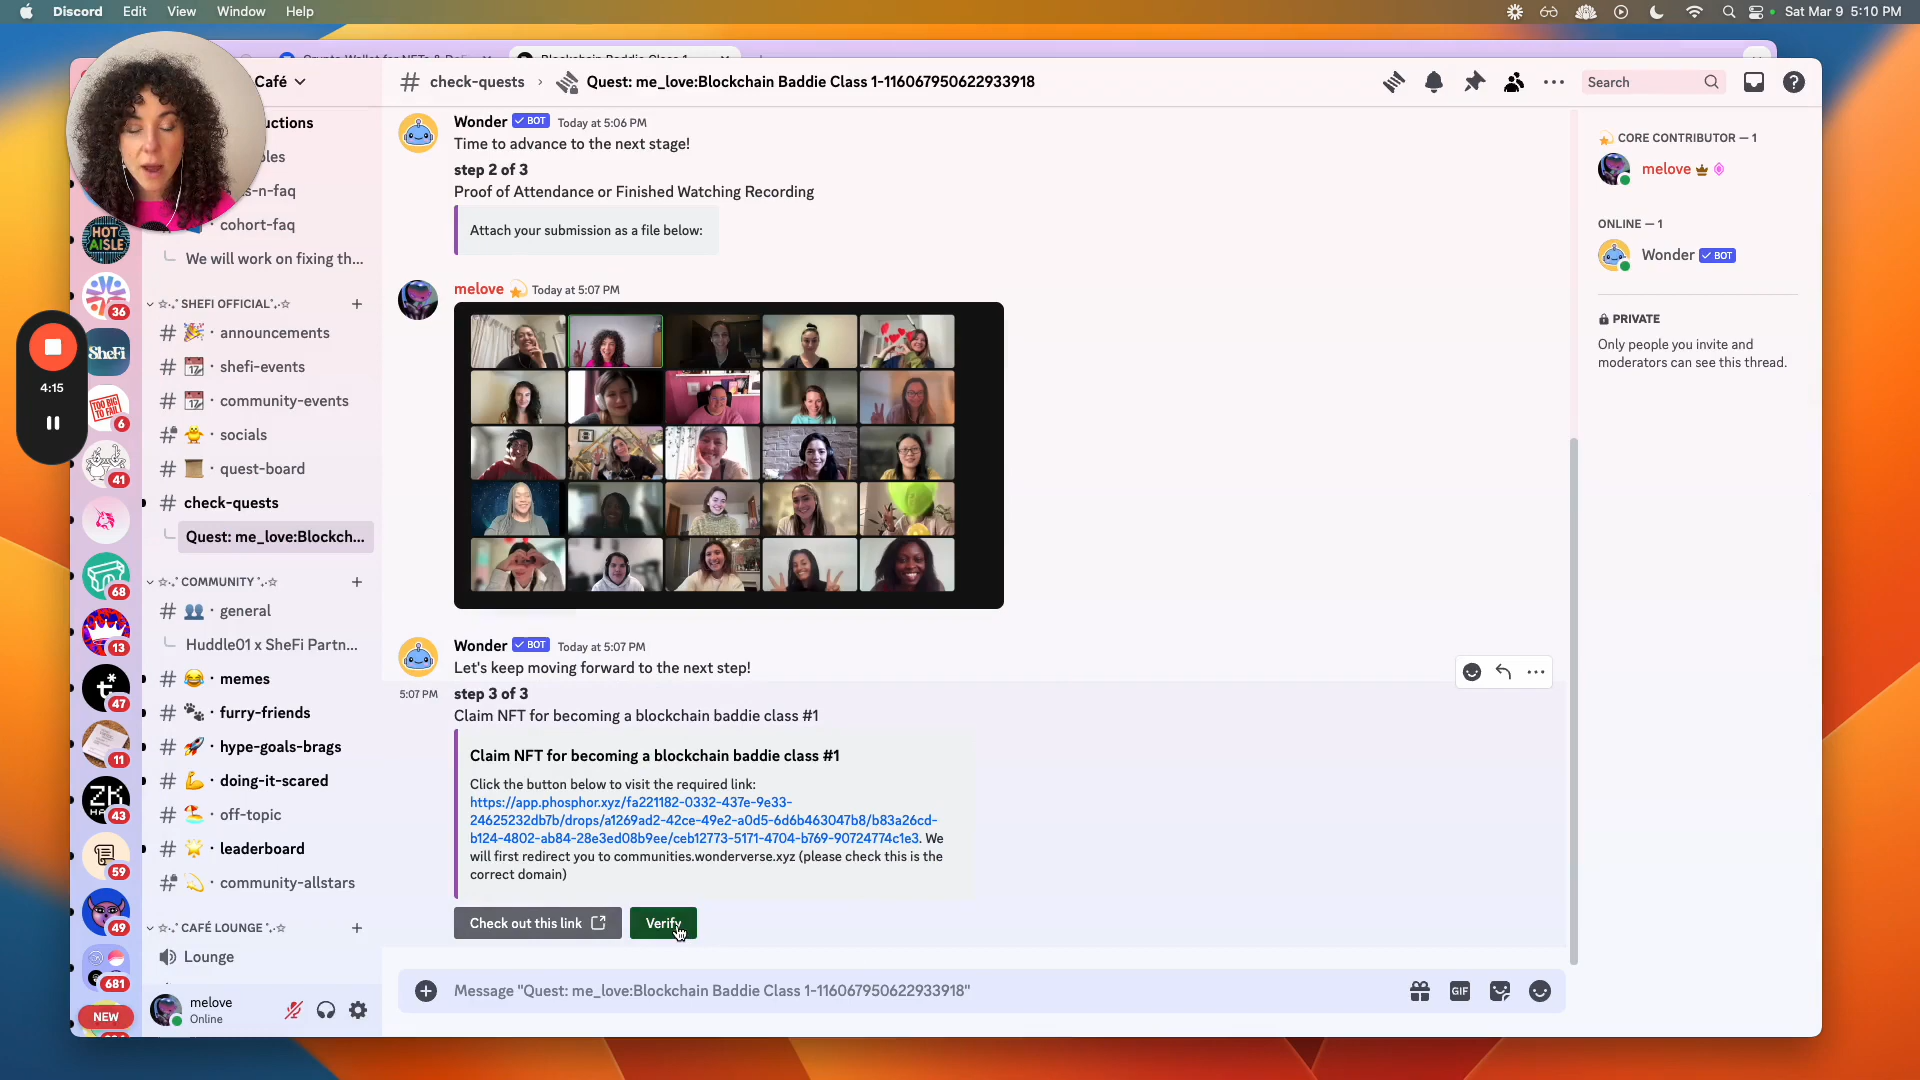 Discord Edit View Window Help
Sat Mar 9 5:10 PM
Café
# check-quests › Quest: me_love:Blockchain Baddie Class 1-116067950622933918
Search
cohort-faq
We will work on fixing th...
☆·.˚ SHEFI OFFICIAL˚.·☆
announcements
shefi-events
community-events
socials
quest-board
check-quests
Quest: me_love:Blockch...
☆·.˚ COMMUNITY ˚.·☆
general
Huddle01 x SheFi Partn...
memes
furry-friends
hype-goals-brags
doing-it-scared
off-topic
leaderboard
community-allstars
☆·.˚ CAFÉ LOUNGE ˚.·☆
Lounge
melove
Online
4:15
HOT AISLE
36
SheFi
TOO BIG TO FAIL
6
41
68
13
47
11
ZK
43
59
49
681
NEW
Wonder BOT Today at 5:06 PM
Time to advance to the next stage!
step 2 of 3
Proof of Attendance or Finished Watching Recording
Attach your submission as a file below:
melove Today at 5:07 PM
Wonder BOT Today at 5:07 PM
Let's keep moving forward to the next step!
5:07 PM step 3 of 3
Claim NFT for becoming a blockchain baddie class #1
Claim NFT for becoming a blockchain baddie class #1
Click the button below to visit the required link:
https://app.phosphor.xyz/fa221182-0332-437e-9e33-
24625232db7b/drops/a1269ad2-42ce-49e2-a0d5-6d6b463047b8/b83a26cd-
b124-4802-ab84-28e3ed08b9ee/ceb12773-5171-4704-b769-90724774c1e3. We
will first redirect you to communities.wonderverse.xyz (please check this is the
correct domain)
Check out this link Verify
Message "Quest: me_love:Blockchain Baddie Class 1-116067950622933918"
GIF
CORE CONTRIBUTOR — 1
melove
ONLINE — 1
Wonder BOT
PRIVATE
Only people you invite and
moderators can see this thread.